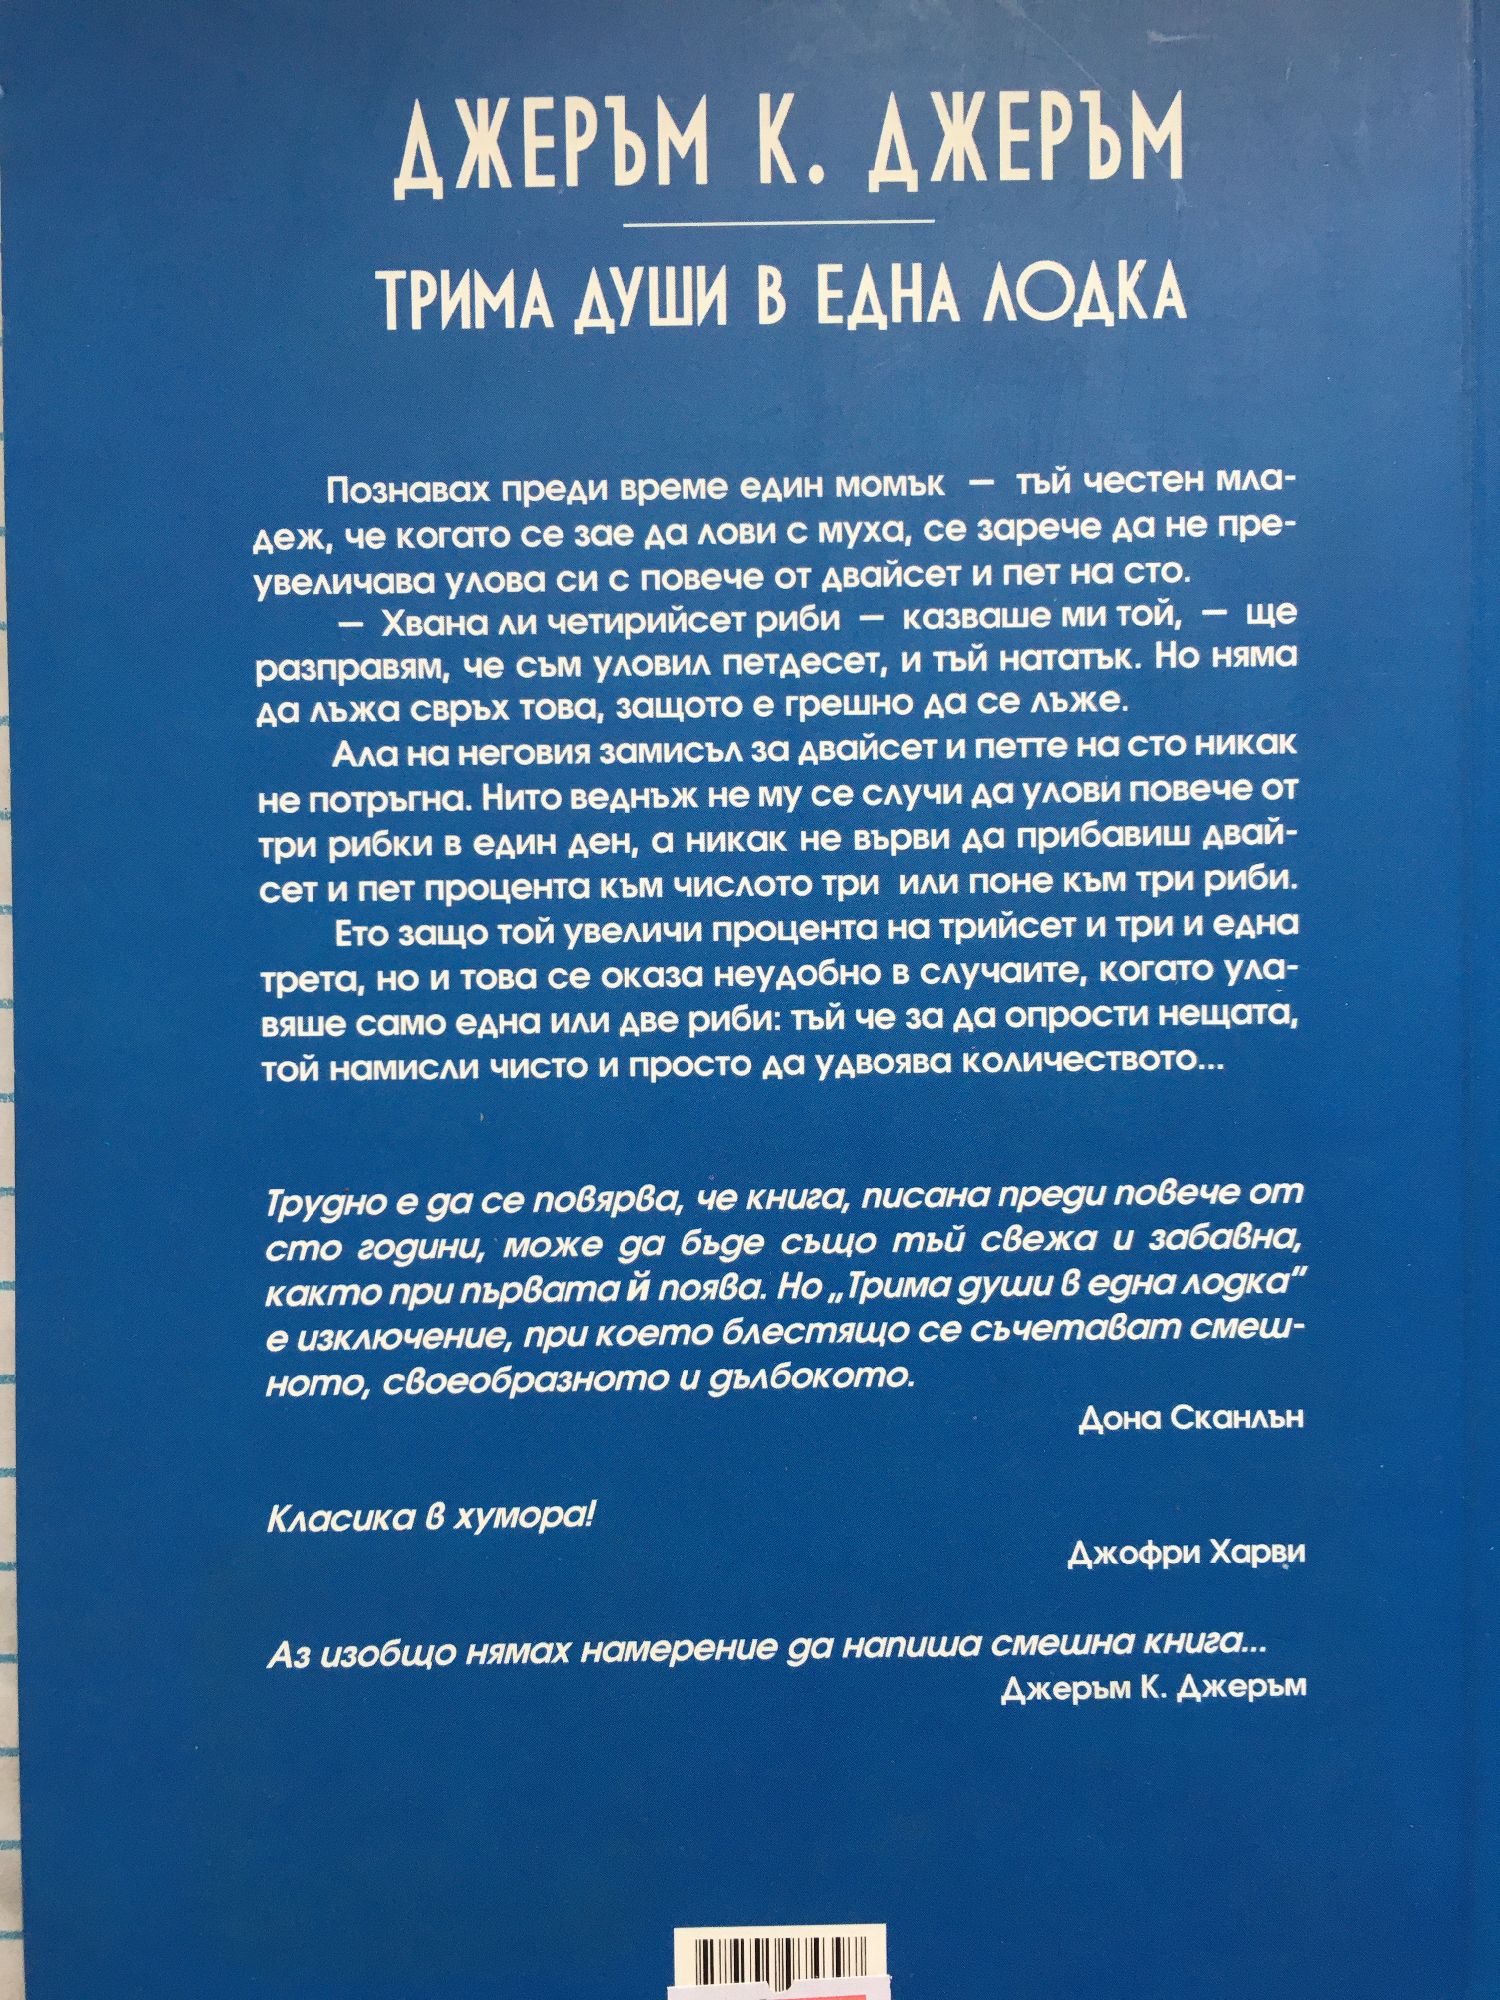 ДЖЕРЪМ К. ДЖЕРЪМ
ТРИМА ДУШИ В ЕДНА ЛОДКА
Познавах преди време един момък — тъй честен мла-
деж, че когато се зае да лови с муха, се зарече да не пре-
увеличава улова си с повече от двайсет и пет на сто.
— Хвана ли четирийсет риби — казваше ми той, — ще
разправям, че съм уловил петдесет, и тъй нататък. Но няма
да лъжа свръх това, защото е грешно да се лъже.
Ала на неговия замисъл за двайсет и петте на сто никак
не потръгна. Нито веднъж не му се случи да улови повече от
три рибки в един ден, а никак не върви да прибавиш двай-
сет и пет процента към числото три или поне към три риби.
Ето защо той увеличи процента на трийсет и три и една
трета, но и това се оказа неудобно в случаите, когато ула-
вяше само една или две риби: тъй че за да опрости нещата,
той намисли чисто и просто да удвоява количеството...
Трудно е да се повярва, че книга, писана преди повече от
сто години, може да бъде също тъй свежа и забавна,
както при първата й поява. Но „Трима души в една лодка“
е изключение, при което блестящо се съчетават смеш-
ното, своеобразното и дълбокото.
Дона Сканлън
Класика в хумора!
Джофри Харви
Аз изобщо нямах намерение да напиша смешна книга...
Джеръм К. Джеръм